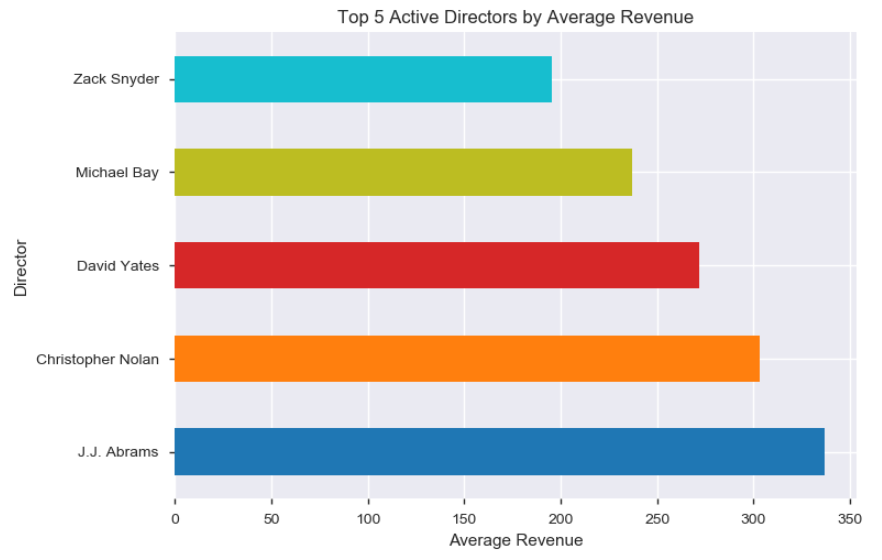 Top 5 Active Directors by Average Revenue
Zack Snyder
Michael Bay
David Yates
Christopher Nolan
J.J. Abrams
Director
0 50 100 150 200 250 300 350
Average Revenue